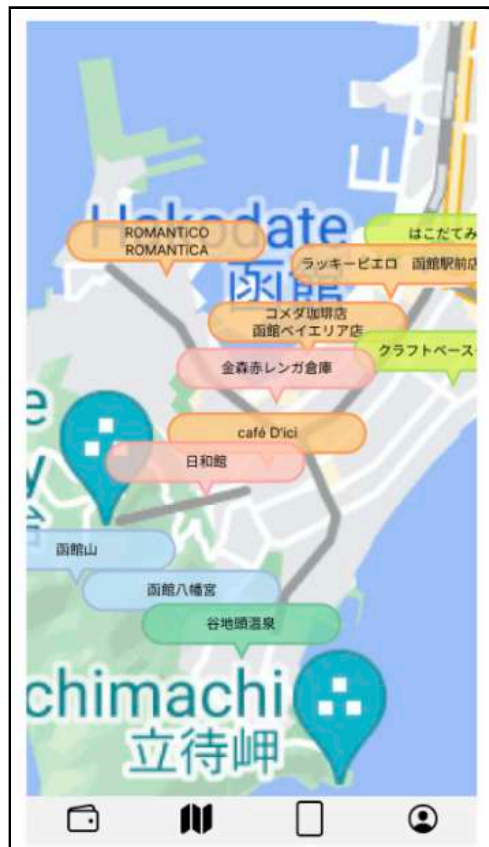 Hakodate
函館
ROMANTiCO
ROMANTiCA
はこだてみ
ラッキーピエロ 函館駅前店
コメダ珈琲店
函館ベイエリア店
クラフトベース
金森赤レンガ倉庫
café D'ici
日和館
函館山
函館八幡宮
谷地頭温泉
chimachi
立待岬